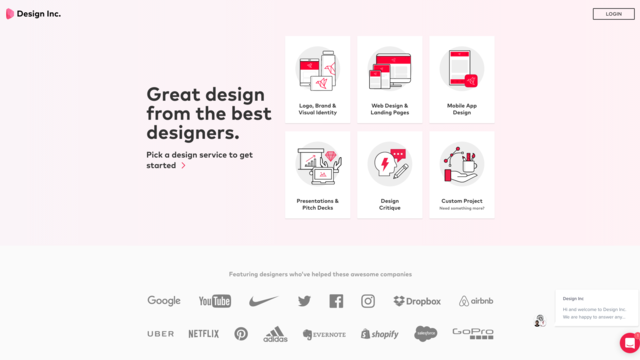 Design Inc.
LOGIN
Great design
from the best
designers.
Pick a design service to get
started
Logo, Brand &
Visual Identity
Web Design &
Landing Pages
Mobile App
Design
Presentations &
Pitch Decks
Design
Critique
Custom Project
Need something more?
Featuring designers who've helped these awesome companies
Google
YouTube
Dropbox
airbnb
UBER
NETFLIX
adidas
EVERNOTE
shopify
salesforce
GoPro
Design Inc
Hi and welcome to Design Inc.
We are happy to answer any...